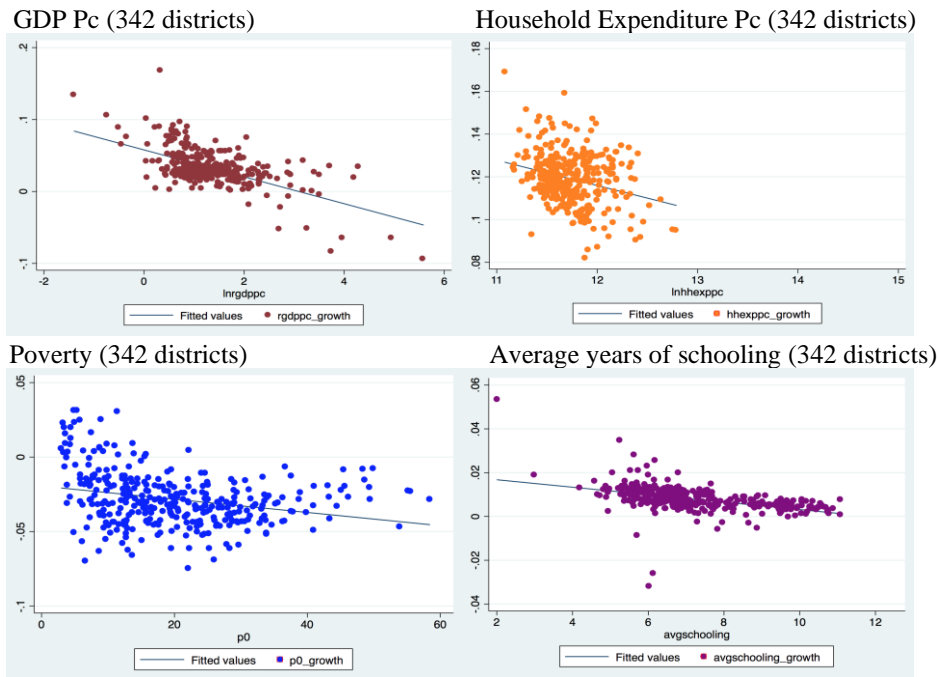 GDP Pc (342 districts)
Household Expenditure Pc (342 districts)
.2
.1
0
-.1
-2
0
2
4
6
lnrgdppc
Fitted values
rgdppc_growth
.18
.16
.14
.12
.1
.08
11
12
13
14
15
lnhhexppc
Fitted values
hhexppc_growth
Poverty (342 districts)
Average years of schooling (342 districts)
.05
0
-.05
-.1
0
20
40
60
p0
Fitted values
p0_growth
.06
.04
.02
0
-.02
-.04
2
4
6
8
10
12
avgschooling
Fitted values
avgschooling_growth